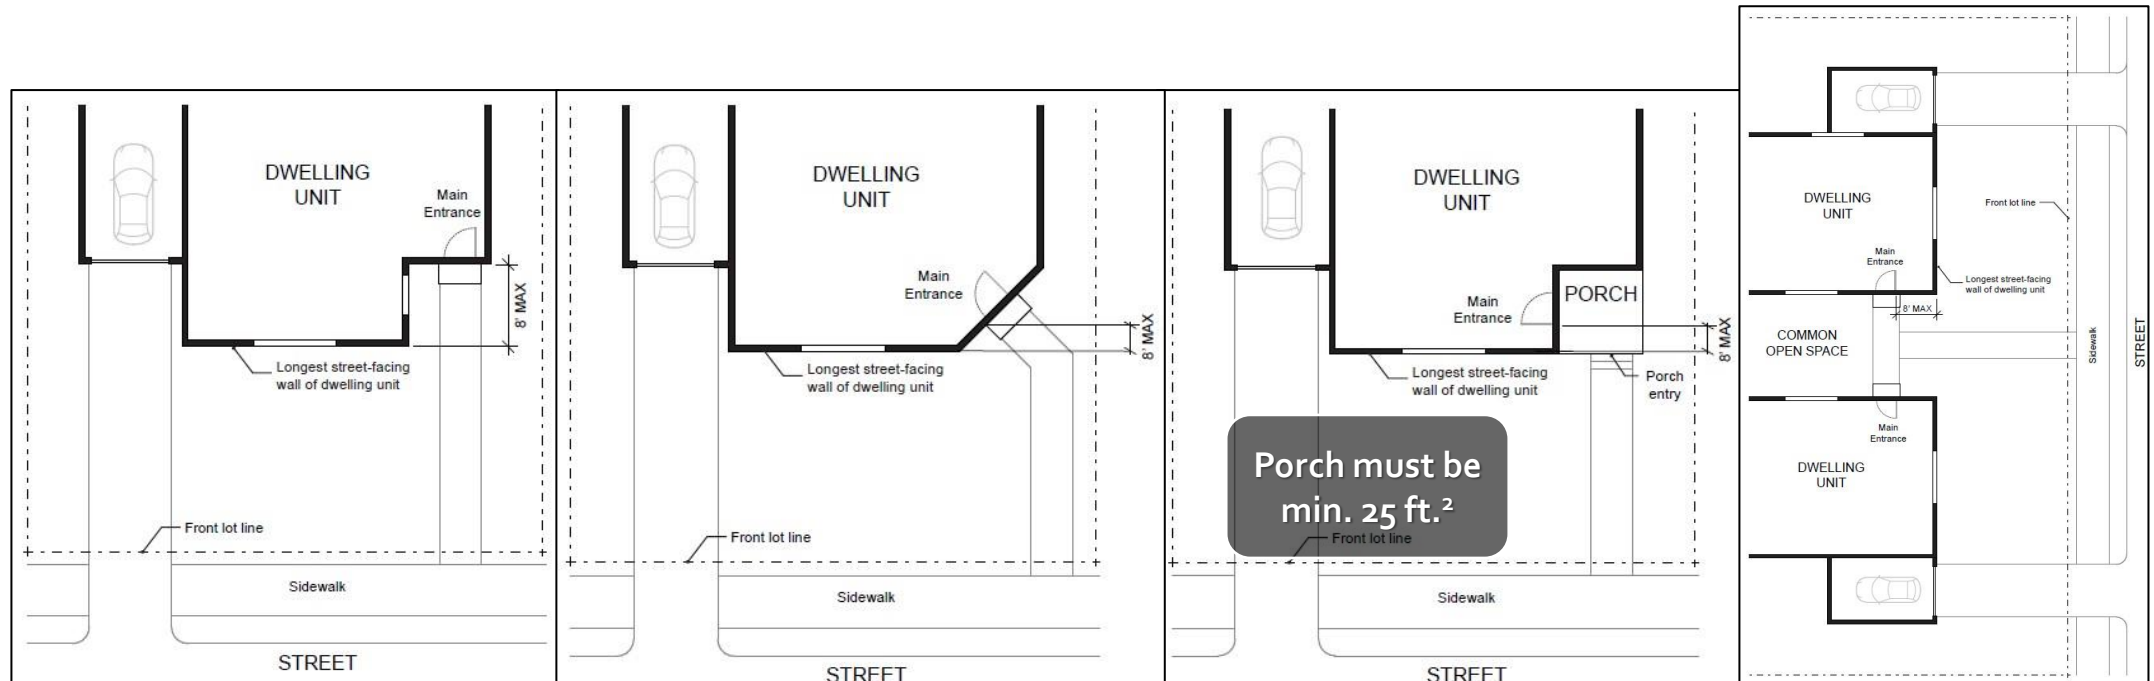 DWELLING
UNIT
Main
Entrance
8' MAX
Longest street-facing
wall of dwelling unit
Front lot line
Sidewalk
STREET
DWELLING
UNIT
Main
Entrance
8' MAX
Longest street-facing
wall of dwelling unit
Front lot line
Sidewalk
STREET
DWELLING
UNIT
PORCH
Main
Entrance
8' MAX
Longest street-facing
wall of dwelling unit
Porch
entry
Porch must be
min. 25 ft.²
Front lot line
Sidewalk
STREET
DWELLING
UNIT
Front lot line
Main
Entrance
Longest street-facing
wall of dwelling unit
8' MAX
COMMON
OPEN SPACE
Sidewalk
STREET
Main
Entrance
DWELLING
UNIT